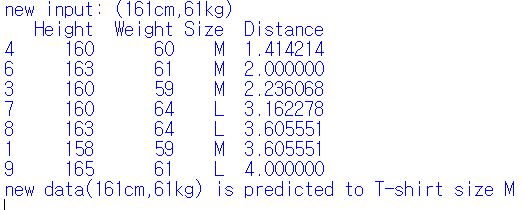 new input: (161cm,61kg)
Height Weight Size Distance
4 160 60 M 1.414214
6 163 61 M 2.000000
3 160 59 M 2.236068
7 160 64 L 3.162278
8 163 64 L 3.605551
1 158 59 M 3.605551
9 165 61 L 4.000000
new data(161cm,61kg) is predicted to T-shirt size M